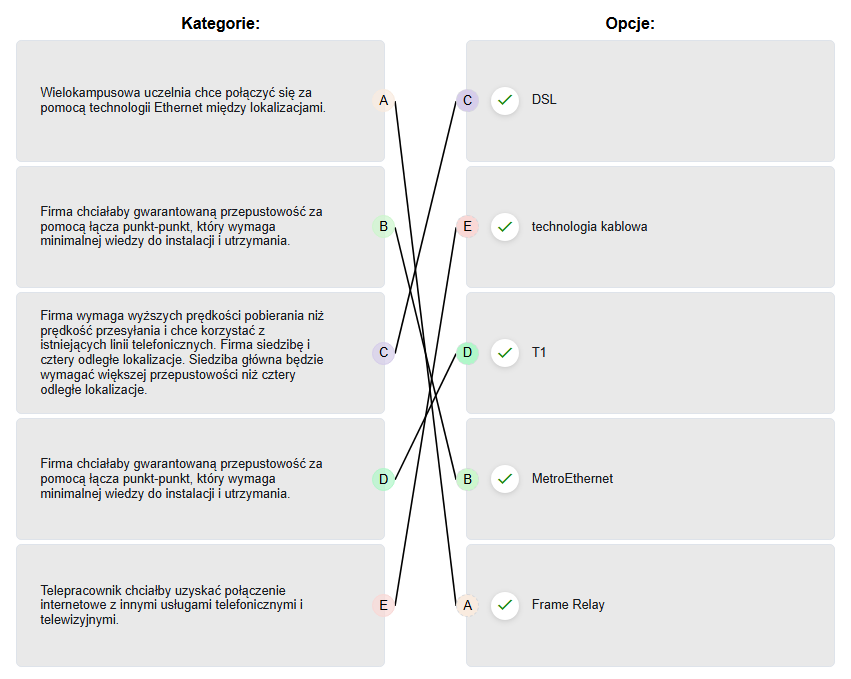 Kategorie:
Opcje:
Wielokampusowa uczelnia chce połączyć się za
pomocą technologii Ethernet między lokalizacjami.
A
C
DSL
Firma chciałaby gwarantowaną przepustowość za
pomocą łącza punkt-punkt, który wymaga
minimalnej wiedzy do instalacji i utrzymania.
B
E
technologia kablowa
Firma wymaga wyższych prędkości pobierania niż
prędkość przesyłania i chce korzystać z
istniejących linii telefonicznych. Firma siedzibę i
cztery odległe lokalizacje. Siedziba główna będzie
wymagać większej przepustowości niż cztery
odległe lokalizacje.
C
D
T1
Firma chciałaby gwarantowaną przepustowość za
pomocą łącza punkt-punkt, który wymaga
minimalnej wiedzy do instalacji i utrzymania.
D
B
MetroEthernet
Telepracownik chciałby uzyskać połączenie
internetowe z innymi usługami telefonicznymi i
telewizyjnymi.
E
A
Frame Relay